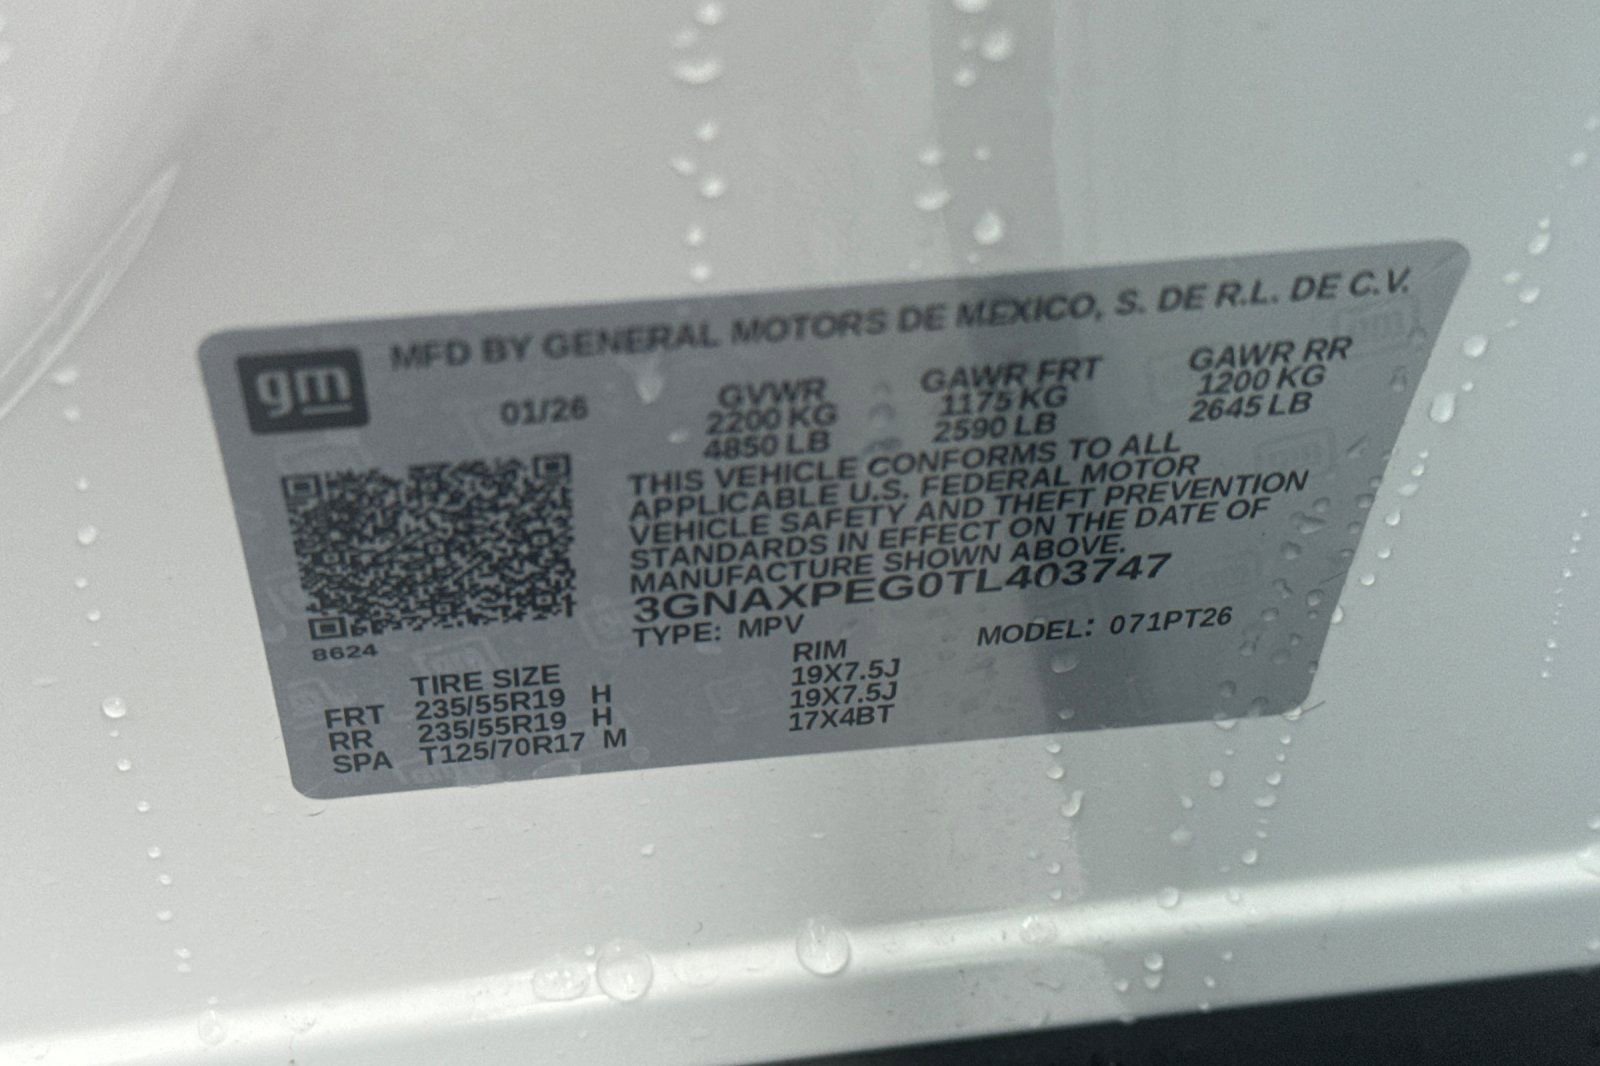 gm
MFD BY GENERAL MOTORS DE MEXICO, S. DE R.L. DE C.V.
01/26
GVWR GAWR FRT GAWR RR
2200 KG 1175 KG 1200 KG
4850 LB 2590 LB 2645 LB
THIS VEHICLE CONFORMS TO ALL
APPLICABLE U.S. FEDERAL MOTOR
VEHICLE SAFETY AND THEFT PREVENTION
STANDARDS IN EFFECT ON THE DATE OF
MANUFACTURE SHOWN ABOVE.
3GNAXPEG0TL403747
TYPE: MPV MODEL: 071PT26
8624
TIRE SIZE RIM
FRT 235/55R19 H 19X7.5J
RR 235/55R19 H 19X7.5J
SPA T125/70R17 M 17X4BT